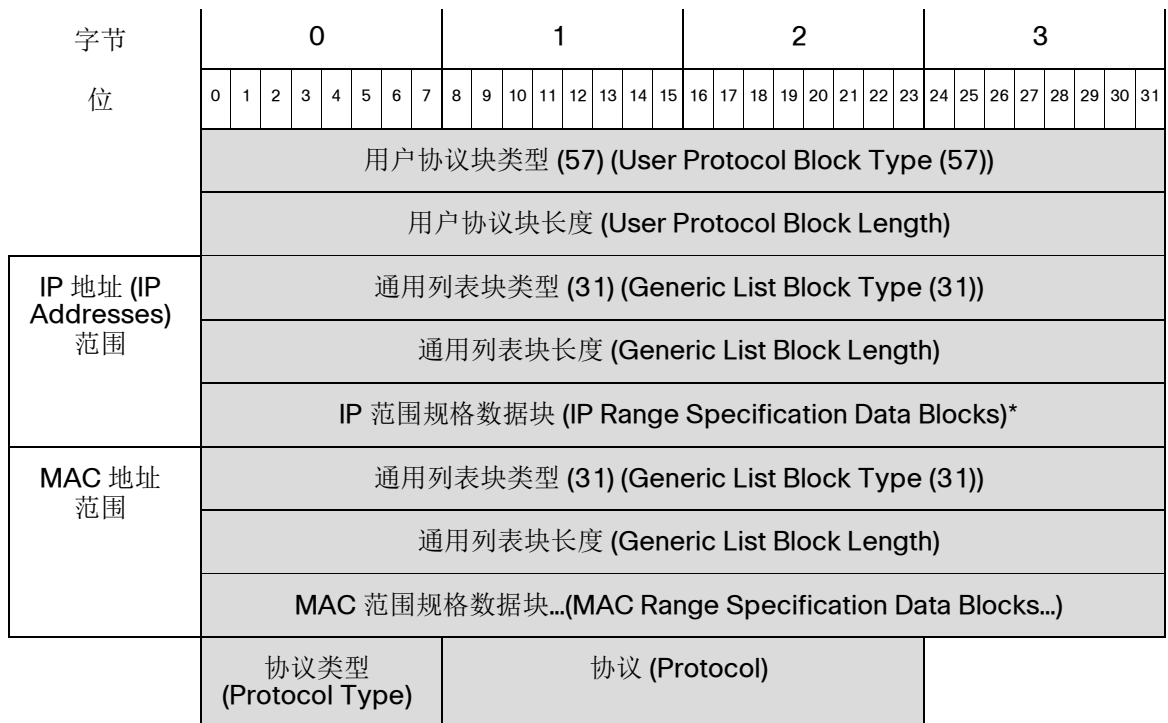 字节 0 1 2 3
位 0 1 2 3 4 5 6 7 8 9 10 11 12 13 14 15 16 17 18 19 20 21 22 23 24 25 26 27 28 29 30 31
用户协议块类型 (57) (User Protocol Block Type (57))
用户协议块长度 (User Protocol Block Length)
IP 地址 (IP
Addresses)
范围
通用列表块类型 (31) (Generic List Block Type (31))
通用列表块长度 (Generic List Block Length)
IP 范围规格数据块 (IP Range Specification Data Blocks)*
MAC 地址
范围
通用列表块类型 (31) (Generic List Block Type (31))
通用列表块长度 (Generic List Block Length)
MAC 范围规格数据块...(MAC Range Specification Data Blocks...)
协议类型
(Protocol Type)
协议 (Protocol)